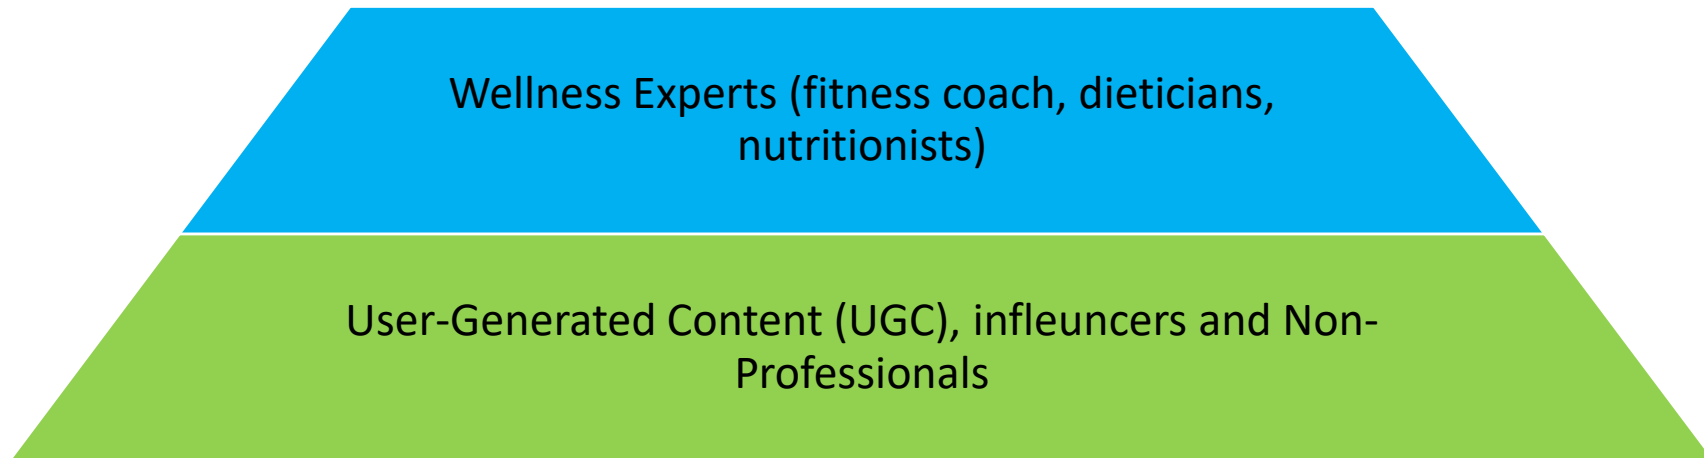 Wellness Experts (fitness coach, dieticians,
nutritionists)
User-Generated Content (UGC), infleuncers and Non-
Professionals